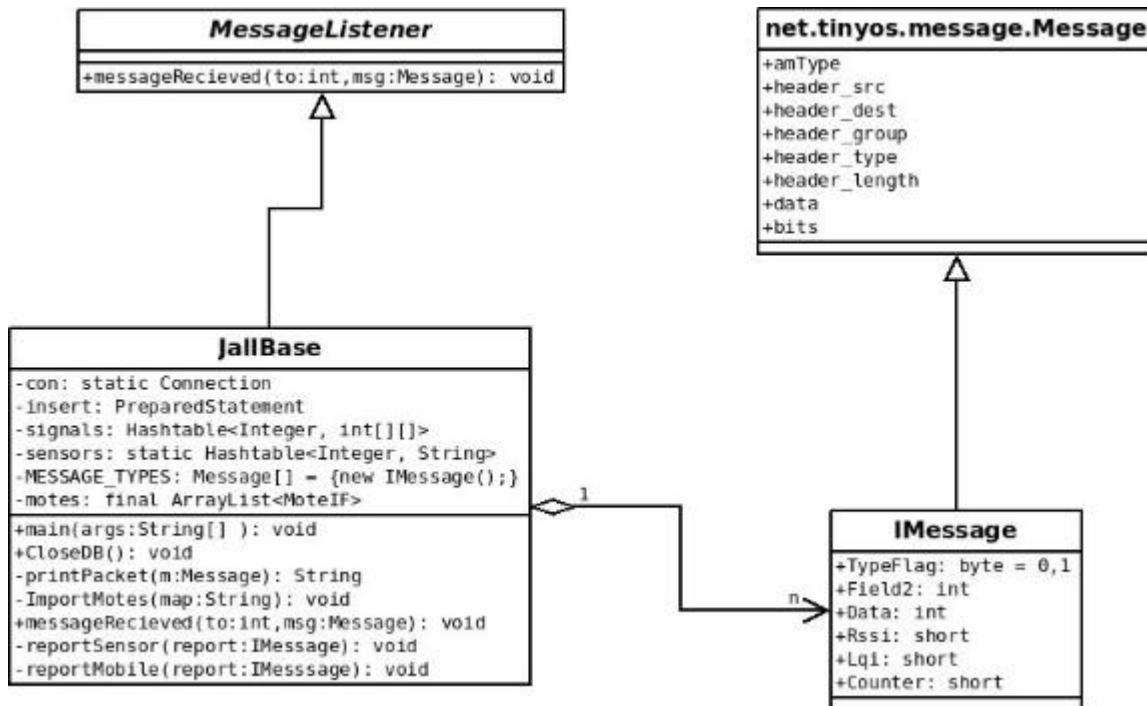 MessageListener
+messageRecieved(to:int,msg:Message): void
net.tinyos.message.Message
+amType
+header_src
+header_dest
+header_group
+header_type
+header_length
+data
+bits
JallBase
-con: static Connection
-insert: PreparedStatement
-signals: Hashtable<Integer, int[][]>
-sensors: static Hashtable<Integer, String>
-MESSAGE_TYPES: Message[] = {new IMessage();}
-motes: final ArrayList<MoteIF>
+main(args:String[] ): void
+CloseDB(): void
-printPacket(m:Message): String
-ImportMotes(map:String): void
+messageRecieved(to:int,msg:Message): void
-reportSensor(report:IMessage): void
-reportMobile(report:IMesssage): void
1
n
IMessage
+TypeFlag: byte = 0,1
+Field2: int
+Data: int
+Rssi: short
+Lqi: short
+Counter: short